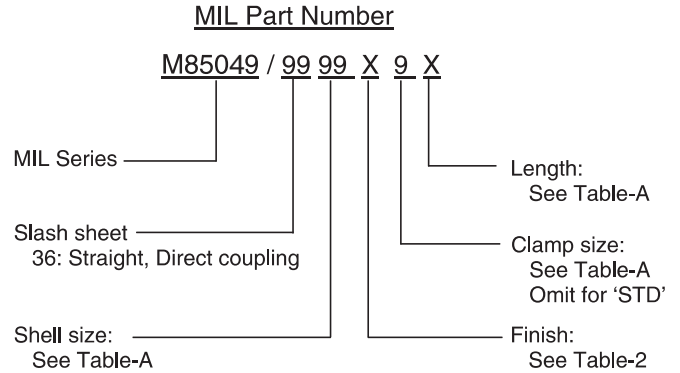 MIL Part Number
M85049 / 99 99 X 9 X
MIL Series
Slash sheet
36: Straight, Direct coupling
Shell size:
See Table-A
Length:
See Table-A
Clamp size:
See Table-A
Omit for ‘STD’
Finish:
See Table-2